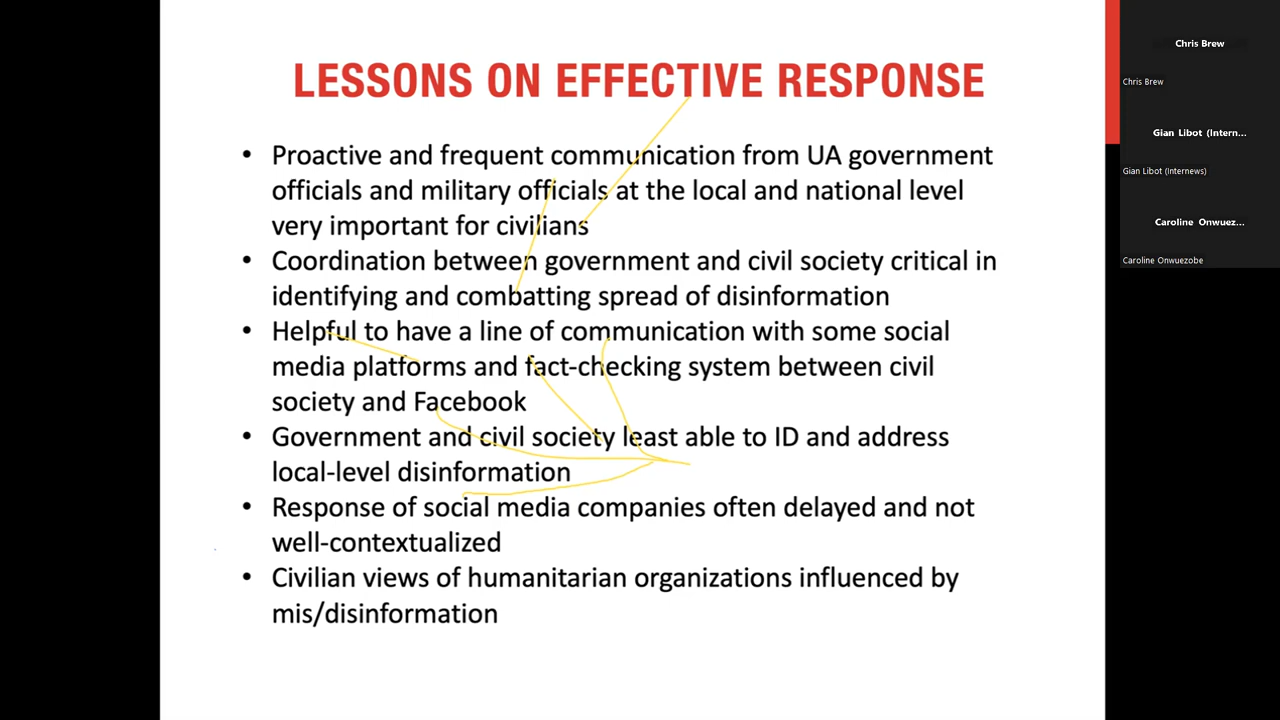 LESSONS ON EFFECTIVE RESPONSE
• Proactive and frequent communication from UA government
officials and military officials at the local and national level
very important for civilians
• Coordination between government and civil society critical in
identifying and combatting spread of disinformation
• Helpful to have a line of communication with some social
media platforms and fact-checking system between civil
society and Facebook
• Government and civil society least able to ID and address
local-level disinformation
• Response of social media companies often delayed and not
well-contextualized
• Civilian views of humanitarian organizations influenced by
mis/disinformation
Chris Brew
Chris Brew
Gian Libot (Intern...
Gian Libot (Internews)
Caroline Onwuez...
Caroline Onwuezobe